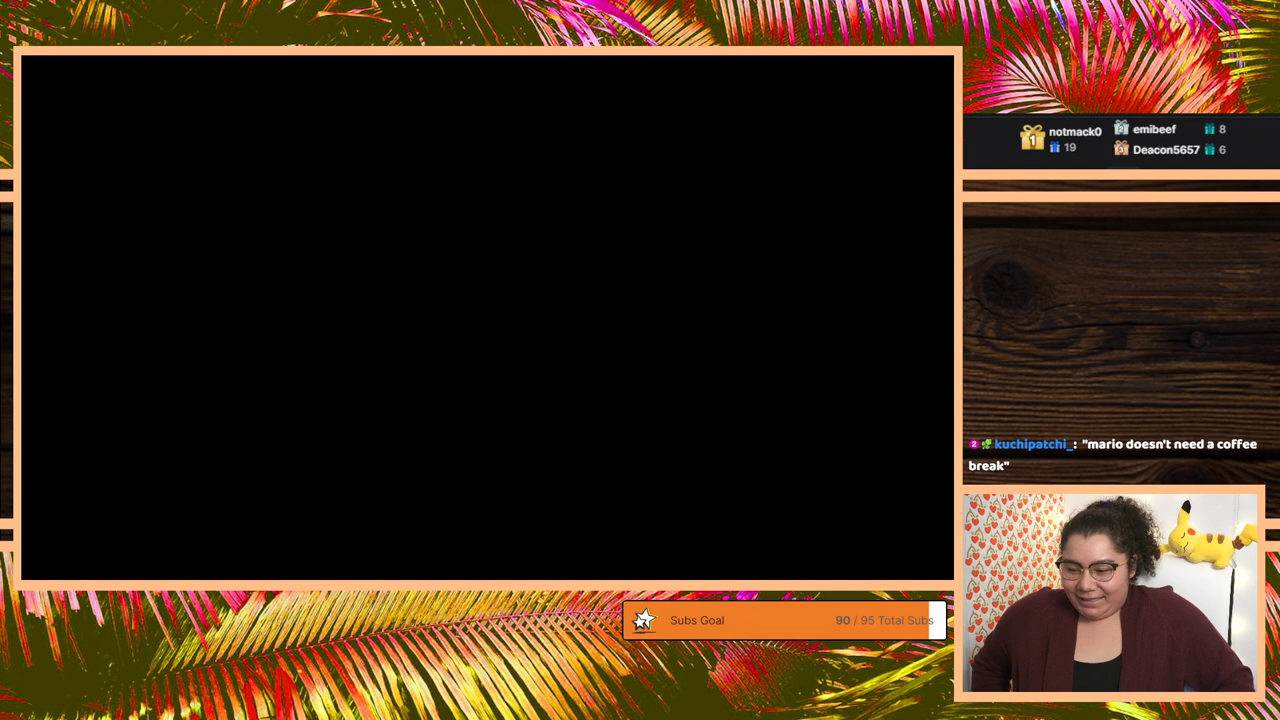 notmack0
19
emibeef 8
Deacon5657 6
kuchipatchi_: "mario doesn't need a coffee
break"
Subs Goal 90 / 95 Total Subs